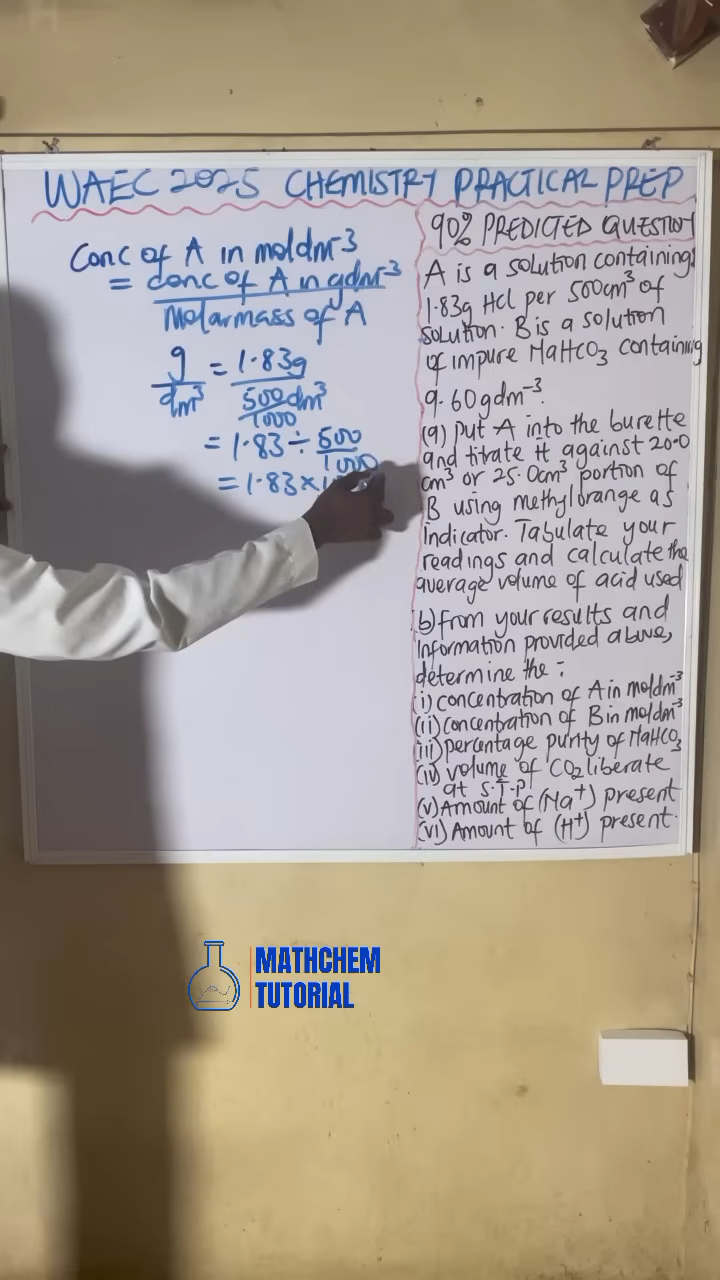 WAEC 2025 CHEMISTRY PRACTICAL PREP
Conc of A in moldm-3
= conc of A in gdm-3
Molarmass of A
g = 1.83g
dm3 500dm3
1000
= 1.83 ÷ 500
1000
= 1.83 ×
90% PREDICTED QUESTION
A is a solution containing
1.83g HCl per 500cm3 of
solution. B is a solution
of impure NaHCO3 containing
9.60gdm-3.
(a) Put A into the burette
and titrate it against 20.0
cm3 or 25.0cm3 portion of
B using methylorange as
indicator. Tabulate your
readings and calculate the
average volume of acid used
b) from your results and
information provided above,
determine the :
(i) concentration of A in moldm-3
(ii) concentration of B in moldm-3
iii) percentage purity of NaHCO3
(iv) volume of CO2 liberate
at S.T.P
(v) Amount of (Na+) present
(vi) Amount of (H+) present.
MATHCHEM
TUTORIAL